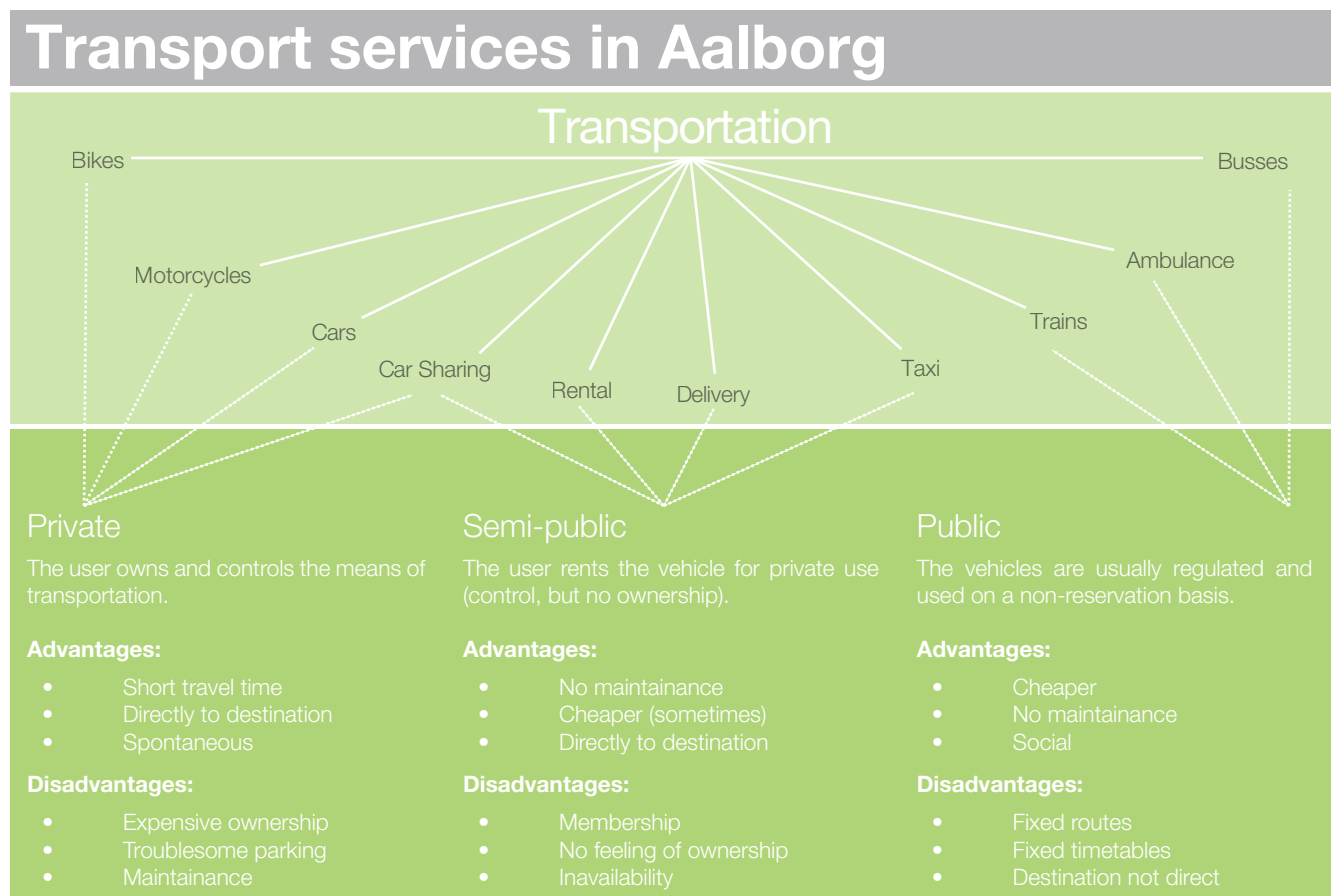 Transport services in Aalborg
Transportation
Bikes
Busses
Motorcycles
Ambulance
Cars
Trains
Car Sharing
Rental
Delivery
Taxi
Private
The user owns and controls the means of
transportation.
Advantages:
• Short travel time
• Directly to destination
• Spontaneous
Disadvantages:
• Expensive ownership
• Troublesome parking
• Maintainance
Semi-public
The user rents the vehicle for private use
(control, but no ownership).
Advantages:
• No maintainance
• Cheaper (sometimes)
• Directly to destination
Disadvantages:
• Membership
• No feeling of ownership
• Inavailability
Public
The vehicles are usually regulated and
used on a non-reservation basis.
Advantages:
• Cheaper
• No maintainance
• Social
Disadvantages:
• Fixed routes
• Fixed timetables
• Destination not direct